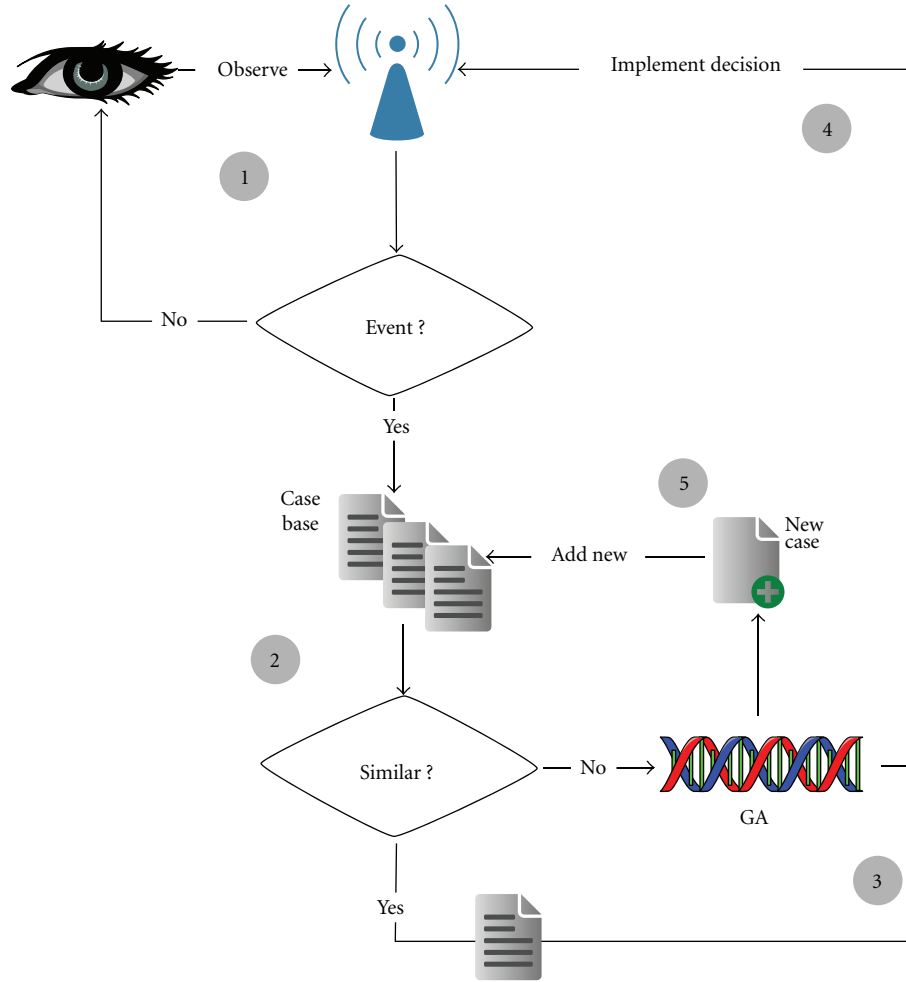 Observe
Implement decision
4
1
No
Event ?
Yes
5
Case
base
New
case
Add new
2
Similar ?
No
GA
3
Yes